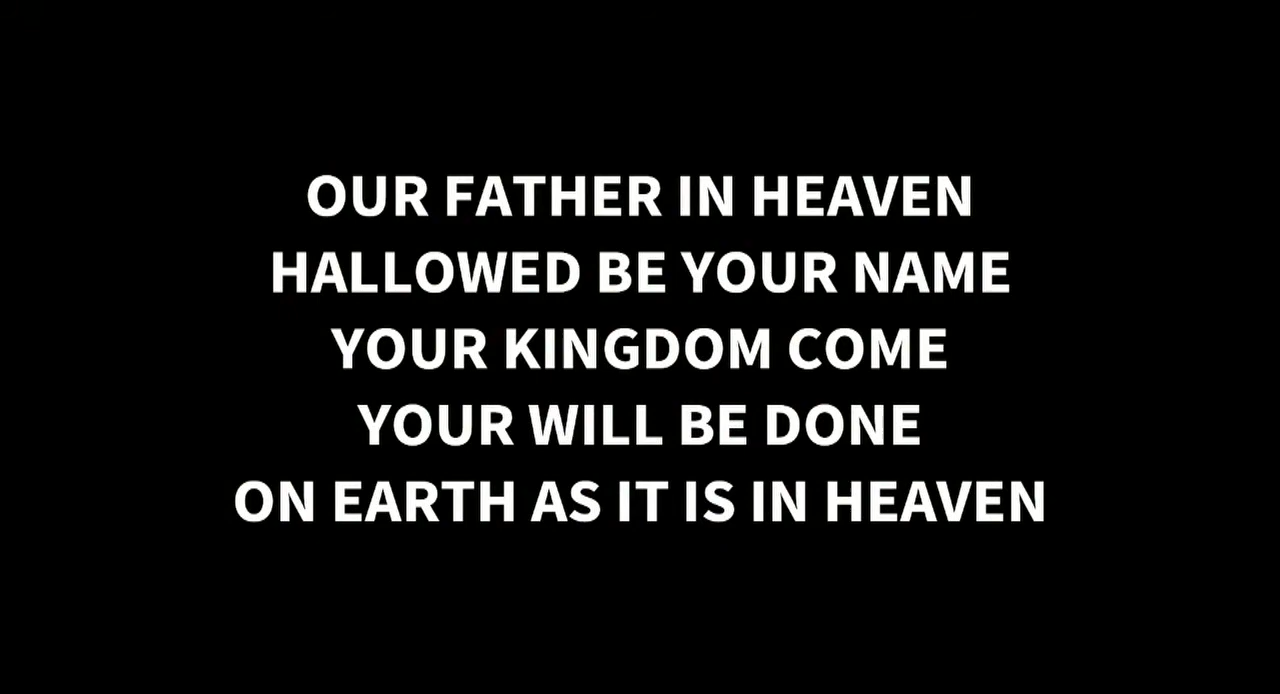 OUR FATHER IN HEAVEN
HALLOWED BE YOUR NAME
YOUR KINGDOM COME
YOUR WILL BE DONE
ON EARTH AS IT IS IN HEAVEN